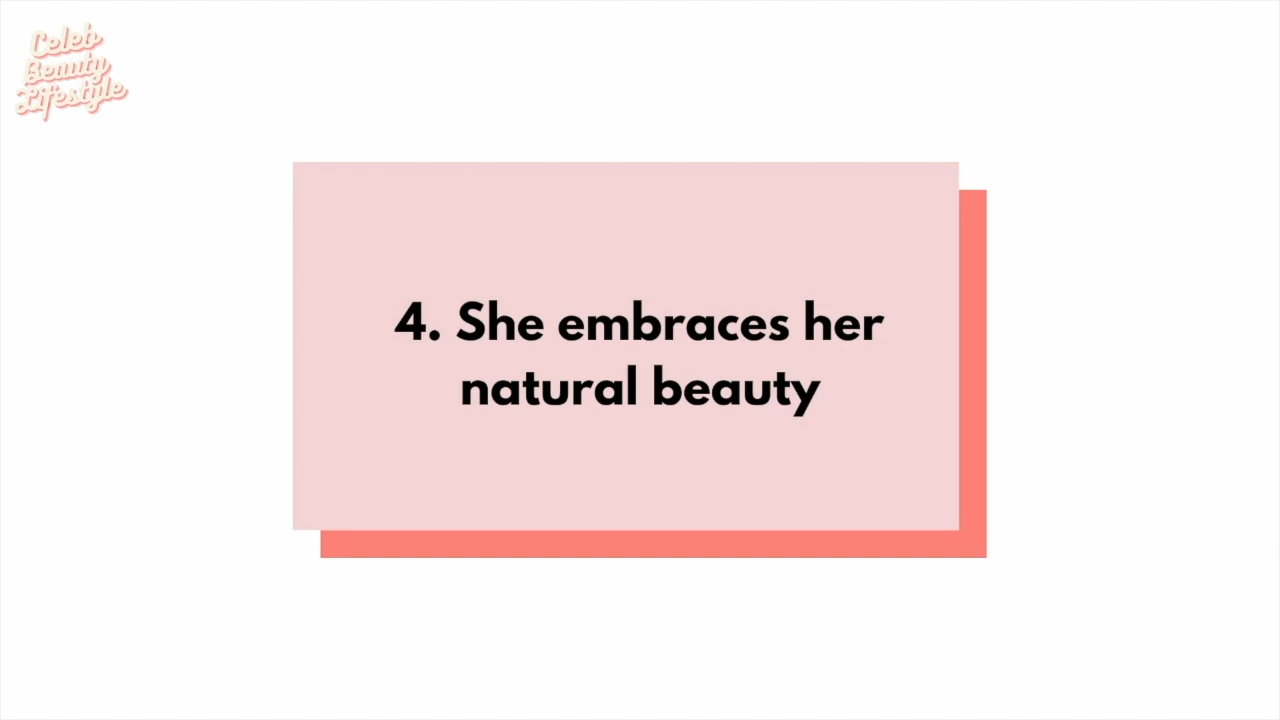 Celeb
Beauty
Lifestyle
4. She embraces her
natural beauty